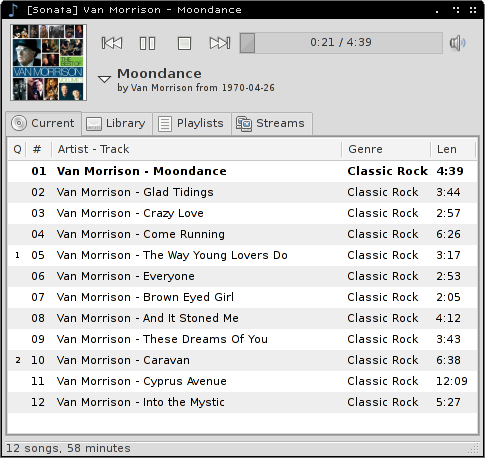 [Sonata] Van Morrison - Moondance
THE BEST OF
VAN MORRISON
0:21 / 4:39
Moondance
by Van Morrison from 1970-04-26
Current Library Playlists Streams
Q # Artist - Track Genre Len
01 Van Morrison - Moondance Classic Rock 4:39
02 Van Morrison - Glad Tidings Classic Rock 3:44
03 Van Morrison - Crazy Love Classic Rock 2:57
04 Van Morrison - Come Running Classic Rock 6:26
1 05 Van Morrison - The Way Young Lovers Do Classic Rock 3:17
06 Van Morrison - Everyone Classic Rock 2:53
07 Van Morrison - Brown Eyed Girl Classic Rock 2:05
08 Van Morrison - And It Stoned Me Classic Rock 4:12
09 Van Morrison - These Dreams Of You Classic Rock 3:43
2 10 Van Morrison - Caravan Classic Rock 6:38
11 Van Morrison - Cyprus Avenue Classic Rock 12:09
12 Van Morrison - Into the Mystic Classic Rock 5:27
12 songs, 58 minutes